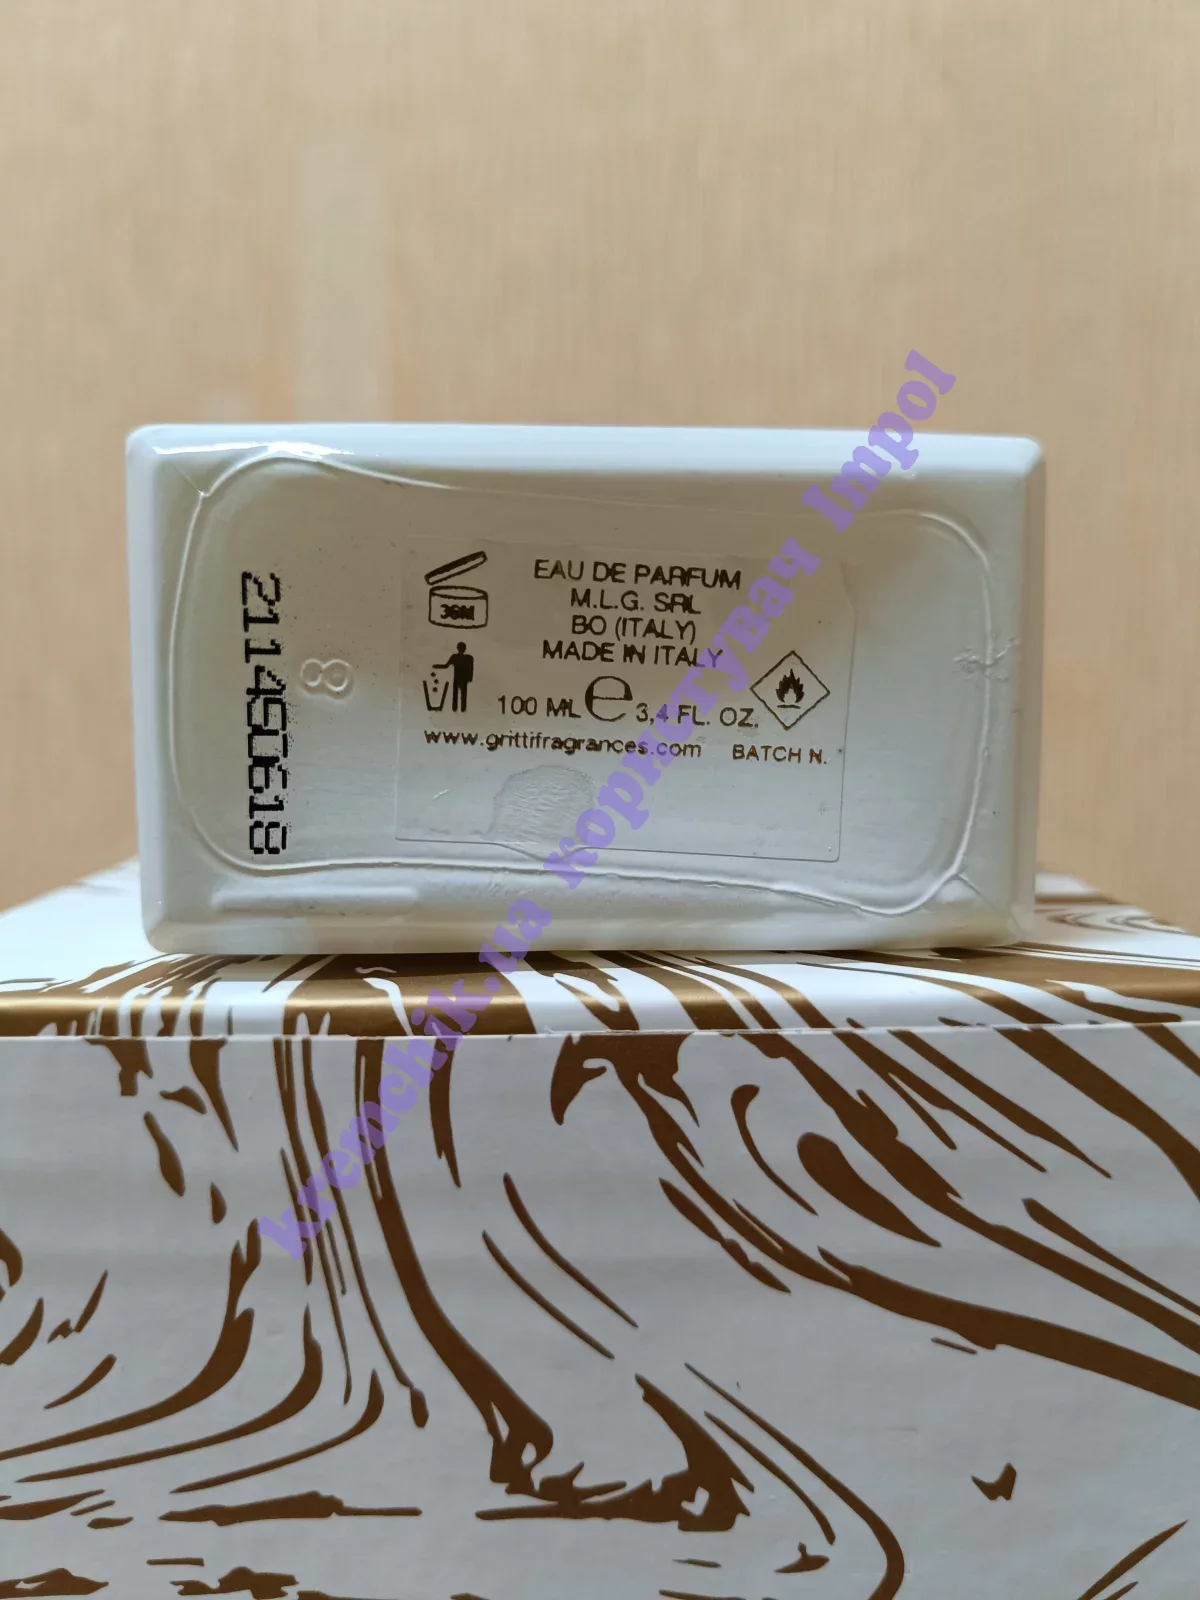 36M
EAU DE PARFUM
M.L.G. SRL
BO (ITALY)
MADE IN ITALY
100 ML e 3,4 FL. OZ.
www.grittifragrances.com BATCH N.
2114S0618
8
kremchik.ua користувач Impol